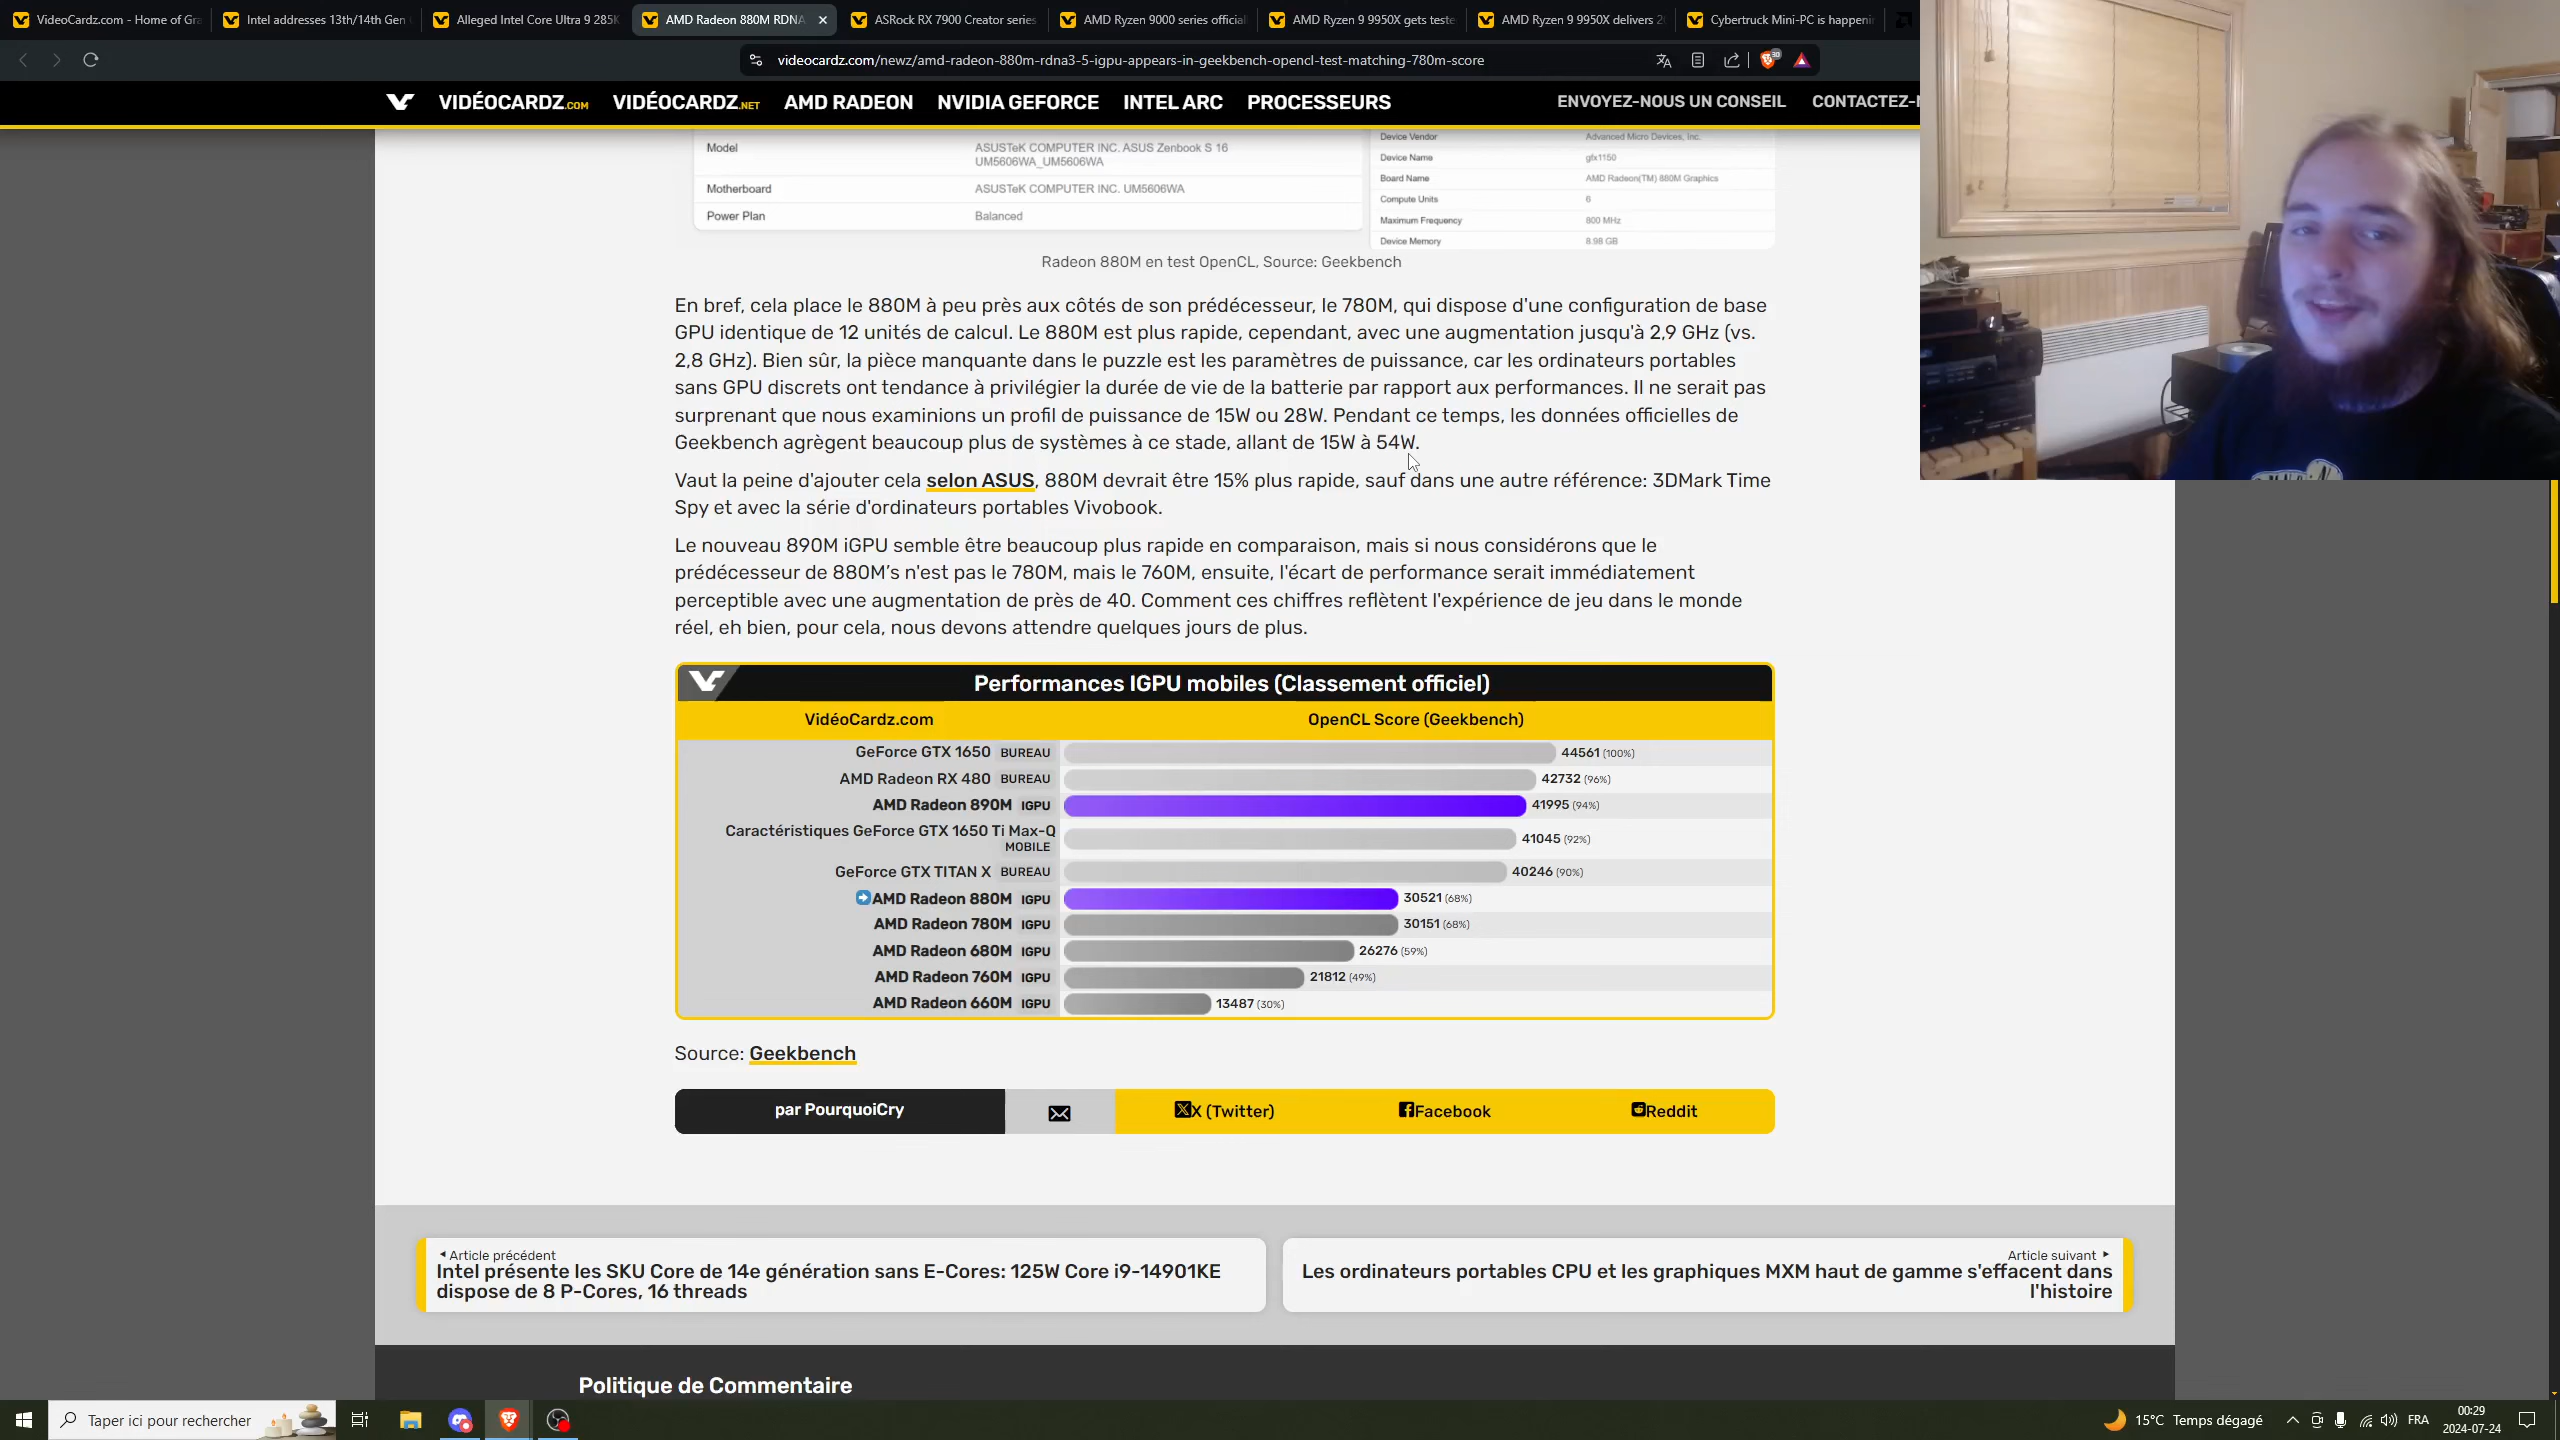 VideoCardz.com - Home of Gra
Intel addresses 13th/14th Gen
Alleged Intel Core Ultra 9 285K
AMD Radeon 880M RDNA
ASRock RX 7900 Creator series
AMD Ryzen 9000 series official
AMD Ryzen 9 9950X gets teste
AMD Ryzen 9 9950X delivers 2
Cybertruck Mini-PC is happenin
videocardz.com/newz/amd-radeon-880m-rdna3-5-igpu-appears-in-geekbench-opencl-test-matching-780m-score
VIDÉOCARDZ.COM VIDÉOCARDZ.NET AMD RADEON NVIDIA GEFORCE INTEL ARC PROCESSEURS ENVOYEZ-NOUS UN CONSEIL CONTACTEZ-N
Model ASUSTeK COMPUTER INC. ASUS Zenbook S 16
UM5606WA_UM5606WA
Motherboard ASUSTeK COMPUTER INC. UM5606WA
Power Plan Balanced
Device Vendor Advanced Micro Devices, Inc.
Device Name gfx1150
Board Name AMD Radeon(TM) 880M Graphics
Compute Units 6
Maximum Frequency 800 MHz
Device Memory 8.98 GB
Radeon 880M en test OpenCL, Source: Geekbench
En bref, cela place le 880M à peu près aux côtés de son prédécesseur, le 780M, qui dispose d'une configuration de base
GPU identique de 12 unités de calcul. Le 880M est plus rapide, cependant, avec une augmentation jusqu'à 2,9 GHz (vs.
2,8 GHz). Bien sûr, la pièce manquante dans le puzzle est les paramètres de puissance, car les ordinateurs portables
sans GPU discrets ont tendance à privilégier la durée de vie de la batterie par rapport aux performances. Il ne serait pas
surprenant que nous examinions un profil de puissance de 15W ou 28W. Pendant ce temps, les données officielles de
Geekbench agrègent beaucoup plus de systèmes à ce stade, allant de 15W à 54W.
Vaut la peine d'ajouter cela selon ASUS, 880M devrait être 15% plus rapide, sauf dans une autre référence: 3DMark Time
Spy et avec la série d'ordinateurs portables Vivobook.
Le nouveau 890M iGPU semble être beaucoup plus rapide en comparaison, mais si nous considérons que le
prédécesseur de 880M’s n'est pas le 780M, mais le 760M, ensuite, l'écart de performance serait immédiatement
perceptible avec une augmentation de près de 40. Comment ces chiffres reflètent l'expérience de jeu dans le monde
réel, eh bien, pour cela, nous devons attendre quelques jours de plus.
Performances IGPU mobiles (Classement officiel)
VidéoCardz.com OpenCL Score (Geekbench)
GeForce GTX 1650 BUREAU 44561 (100%)
AMD Radeon RX 480 BUREAU 42732 (96%)
AMD Radeon 890M IGPU 41995 (94%)
Caractéristiques GeForce GTX 1650 Ti Max-Q
MOBILE 41045 (92%)
GeForce GTX TITAN X BUREAU 40246 (90%)
AMD Radeon 880M IGPU 30521 (68%)
AMD Radeon 780M IGPU 30151 (68%)
AMD Radeon 680M IGPU 26276 (59%)
AMD Radeon 760M IGPU 21812 (49%)
AMD Radeon 660M IGPU 13487 (30%)
Source: Geekbench
par PourquoiCry X (Twitter) Facebook Reddit
Article précédent
Intel présente les SKU Core de 14e génération sans E-Cores: 125W Core i9-14901KE
dispose de 8 P-Cores, 16 threads
Article suivant
Les ordinateurs portables CPU et les graphiques MXM haut de gamme s'effacent dans
l'histoire
Politique de Commentaire
Taper ici pour rechercher
15°C Temps dégagé
FRA
00:29
2024-07-24